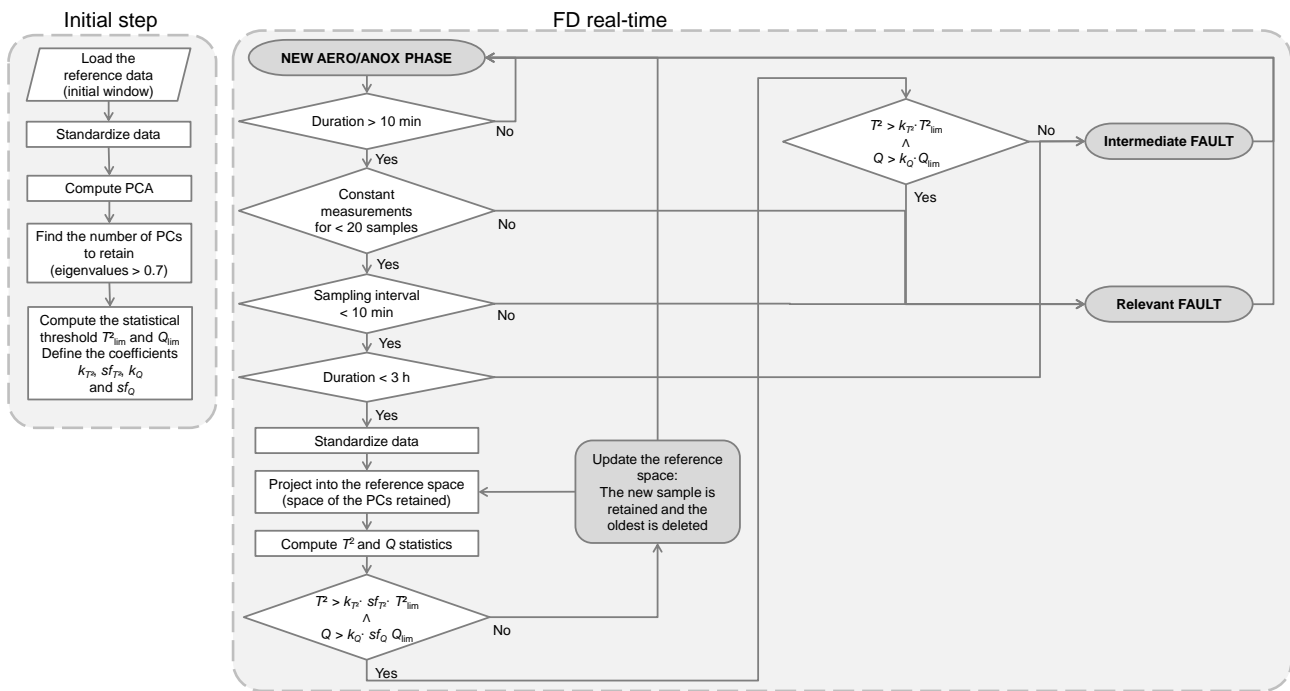 Initial step
Load the
reference data
(initial window)
Standardize data
Compute PCA
Find the number of PCs
to retain
(eigenvalues > 0.7)
Compute the statistical
threshold T²lim and Qlim
Define the coefficients
kT², sfT², kQ
and sfQ
FD real-time
NEW AERO/ANOX PHASE
Duration > 10 min
No
Yes
Constant
measurements
for < 20 samples
No
Yes
Sampling interval
< 10 min
No
Yes
Duration < 3 h
Yes
Standardize data
Project into the reference space
(space of the PCs retained)
Compute T² and Q statistics
T² > kT²· sfT²· T²lim
∧
Q > kQ· sfQ Qlim
No
Yes
Update the reference
space:
The new sample is
retained and the
oldest is deleted
T² > kT²· T²lim
∧
Q > kQ· Qlim
No
Yes
Intermediate FAULT
Relevant FAULT